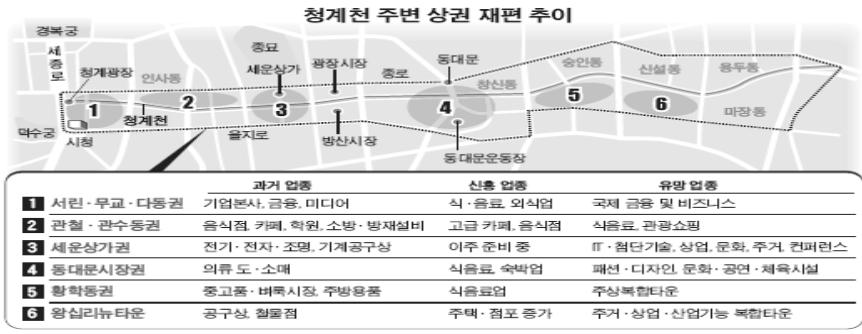 청계천 주변 상권 재편 추이
경복궁
세종로
청계광장
인사동
종묘
세운상가
광장시장
종로
동대문
창신동
숭인동
신설동
용두동
마장동
1
2
3
4
5
6
청계천
덕수궁
시청
을지로
방산시장
동대문운동장
과거 업종 신흥 업종 유망 업종
1 서린·무교·다동권 기업본사, 금융, 미디어 식·음료, 외식업 국제 금융 및 비즈니스
2 관철·관수동권 음식점, 카페, 학원, 소방·방재설비 고급 카페, 음식점 식음료, 관광쇼핑
3 세운상가권 전기·전자·조명, 기계공구상 이주 준비 중 IT·첨단기술, 상업, 문화, 주거, 컨퍼런스
4 동대문시장권 의류 도·소매 식음료, 숙박업 패션·디자인, 문화·공연·체육시설
5 황학동권 중고품·벼룩시장, 주방용품 식음료업 주상복합타운
6 왕십리뉴타운 공구상, 철물점 주택·점포 증가 주거·상업·산업기능 복합타운